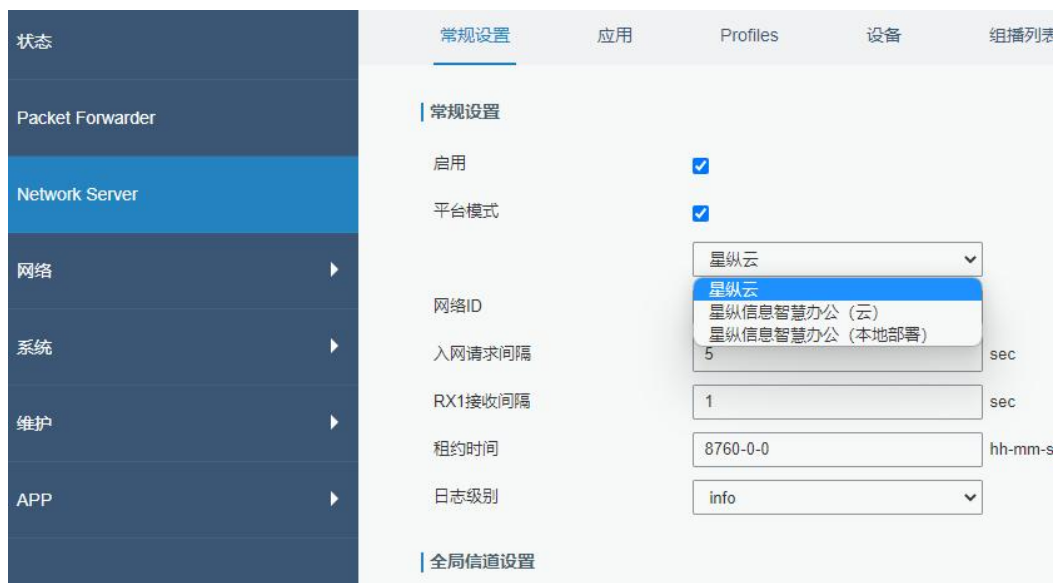 状态
Packet Forwarder
Network Server
网络
系统
维护
APP
常规设置 应用 Profiles 设备 组播列表
常规设置
启用
平台模式
星纵云
星纵云
星纵信息智慧办公（云）
星纵信息智慧办公（本地部署）
网络ID
入网请求间隔 5 sec
RX1接收间隔 1 sec
租约时间 8760-0-0 hh-mm-s
日志级别 info
全局信道设置